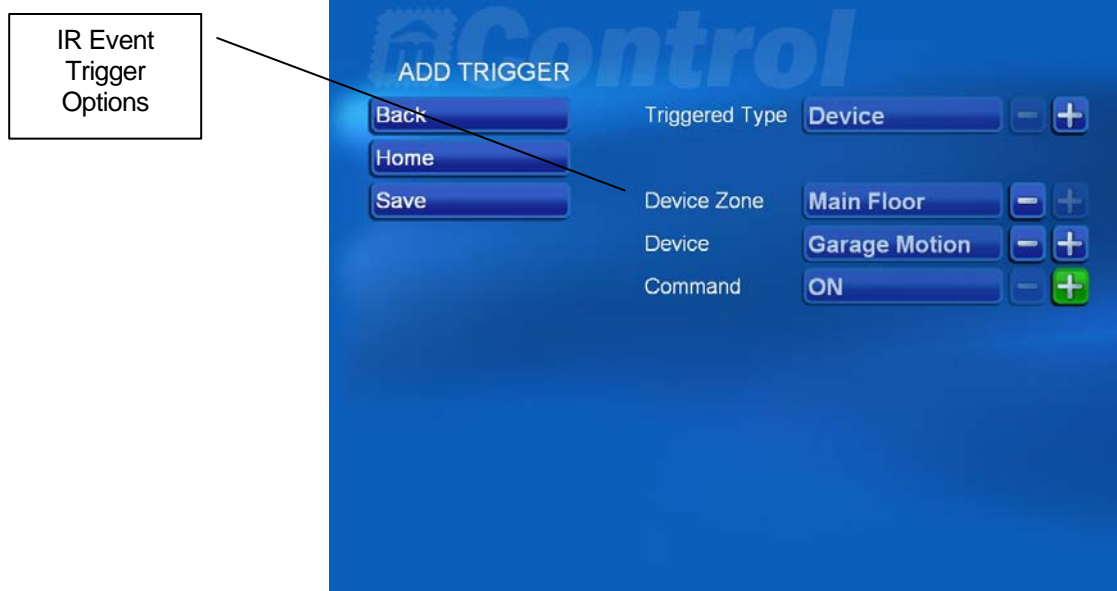 IR Event
Trigger
Options
mControl
ADD TRIGGER
Back
Home
Save
Triggered Type Device - +
Device Zone Main Floor - +
Device Garage Motion - +
Command ON - +